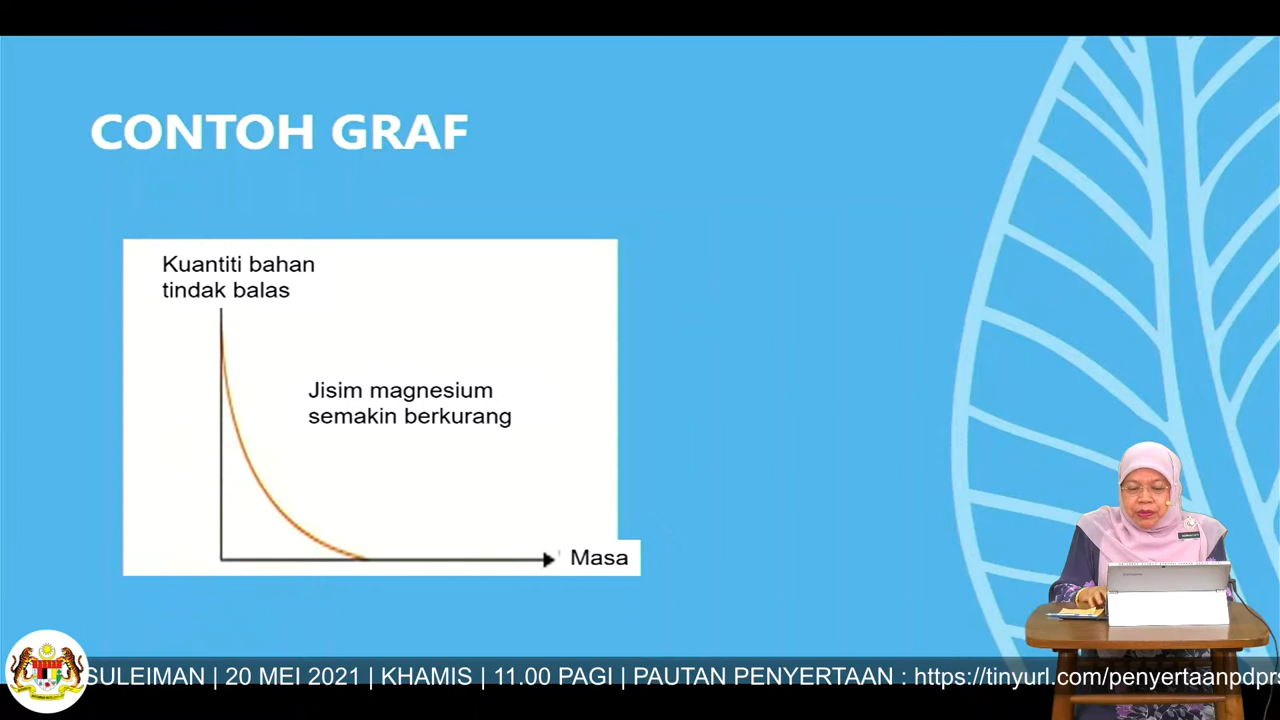 CONTOH GRAF
Kuantiti bahan
tindak balas
Jisim magnesium
semakin berkurang
Masa
SULEIMAN | 20 MEI 2021 | KHAMIS | 11.00 PAGI | PAUTAN PENYERTAAN : https://tinyurl.com/penyertaanpdprs